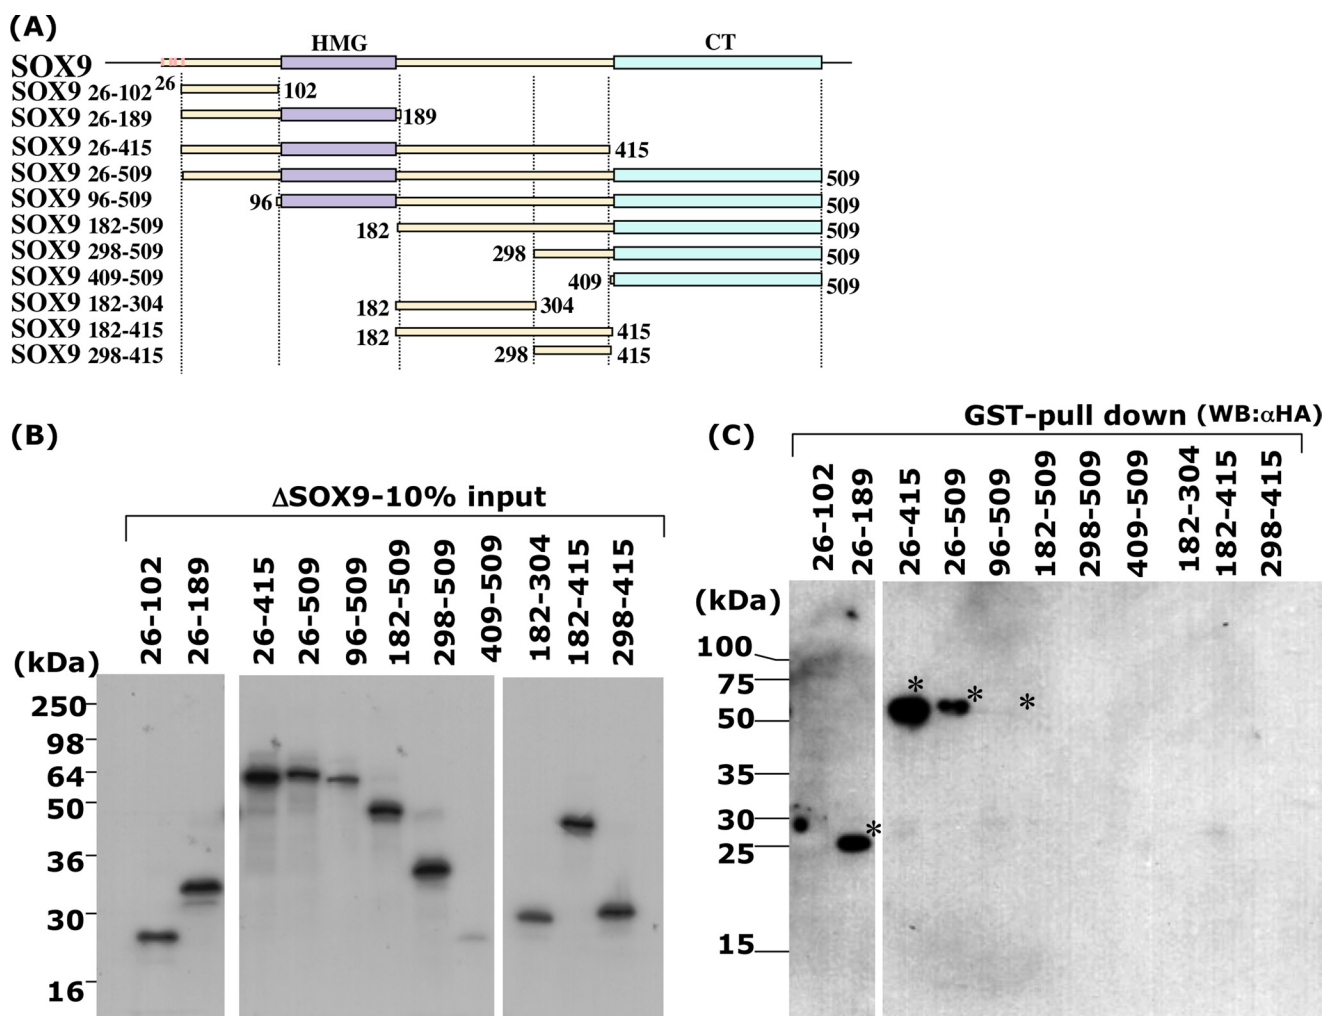 (A)
HMG CT
SOX9
SOX9 26-102 26 102
SOX9 26-189 189
SOX9 26-415 415
SOX9 26-509 509
SOX9 96-509 96 509
SOX9 182-509 182 509
SOX9 298-509 298 509
SOX9 409-509 409 509
SOX9 182-304 182 304
SOX9 182-415 182 415
SOX9 298-415 298 415
(B)
ΔSOX9-10% input
26-102 26-189 26-415 26-509 96-509 182-509 298-509 409-509 182-304 182-415 298-415
(kDa)
250
98
64
50
36
30
16
(C)
GST-pull down (WB:αHA)
26-102 26-189 26-415 26-509 96-509 182-509 298-509 409-509 182-304 182-415 298-415
(kDa)
100
75
50
35
30
25
15
* * *
*